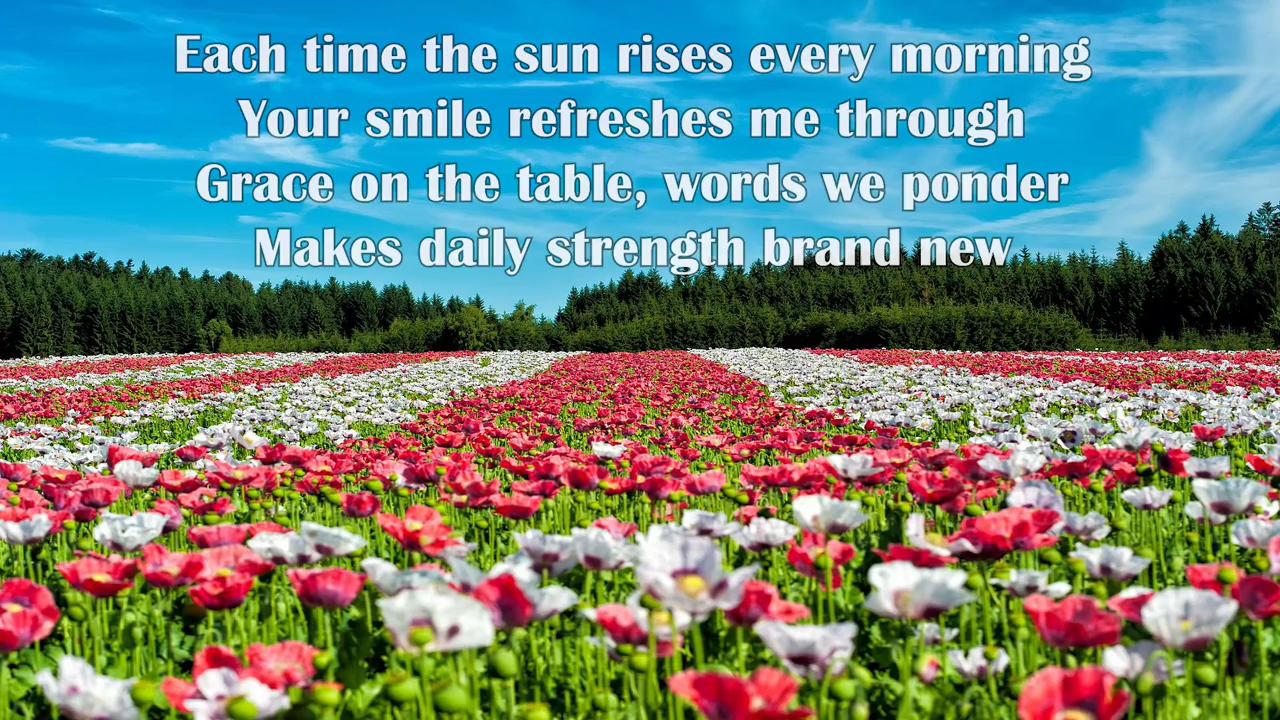 Each time the sun rises every morning
Your smile refreshes me through
Grace on the table, words we ponder
Makes daily strength brand new